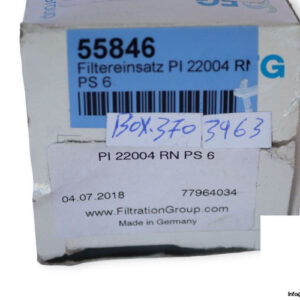 55846
Filtereinsatz PI 22004 RN
PS 6
BOX.370 3963
PI 22004 RN PS 6
04.07.2018 77964034
www.FiltrationGroup.com
Made in Germany